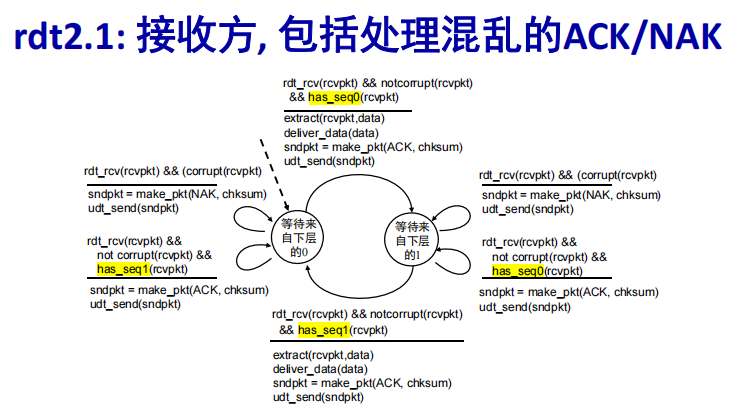 rdt2.1: 接收方, 包括处理混乱的ACK/NAK
rdt_rcv(rcvpkt) && notcorrupt(rcvpkt)
&& has_seq0(rcvpkt)
extract(rcvpkt,data)
deliver_data(data)
sndpkt = make_pkt(ACK, chksum)
udt_send(sndpkt)
rdt_rcv(rcvpkt) && (corrupt(rcvpkt)
sndpkt = make_pkt(NAK, chksum)
udt_send(sndpkt)
rdt_rcv(rcvpkt) &&
not corrupt(rcvpkt) &&
has_seq1(rcvpkt)
sndpkt = make_pkt(ACK, chksum)
udt_send(sndpkt)
等待来
自下层
的0
等待来
自下层
的1
rdt_rcv(rcvpkt) && (corrupt(rcvpkt)
sndpkt = make_pkt(NAK, chksum)
udt_send(sndpkt)
rdt_rcv(rcvpkt) &&
not corrupt(rcvpkt) &&
has_seq0(rcvpkt)
sndpkt = make_pkt(ACK, chksum)
udt_send(sndpkt)
rdt_rcv(rcvpkt) && notcorrupt(rcvpkt)
&& has_seq1(rcvpkt)
extract(rcvpkt,data)
deliver_data(data)
sndpkt = make_pkt(ACK, chksum)
udt_send(sndpkt)